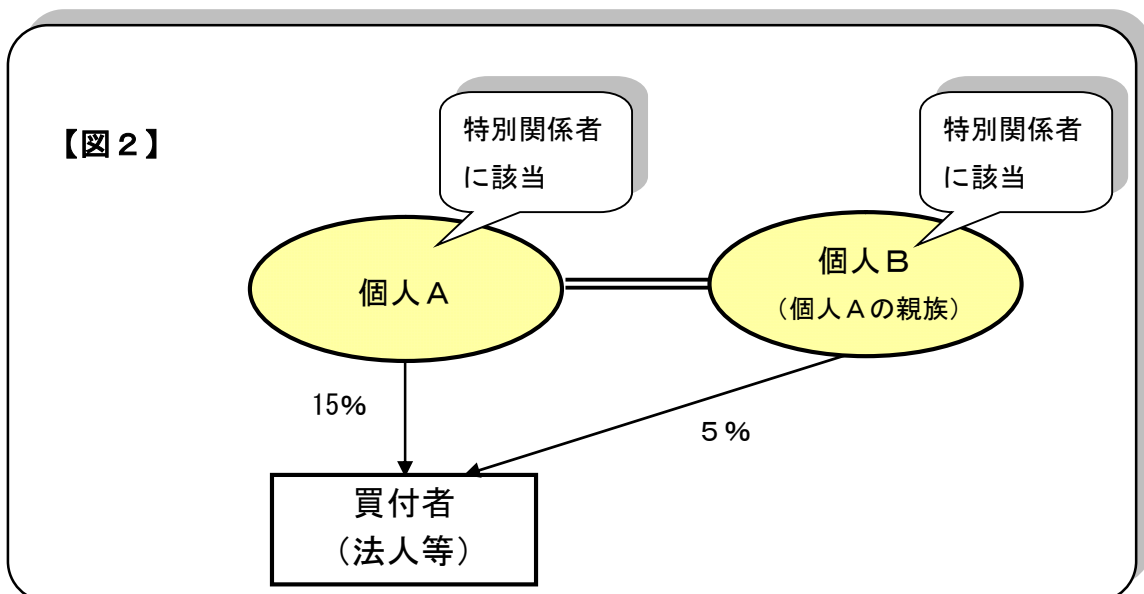 【図２】
特別関係者
に該当
特別関係者
に該当
個人Ａ
個人Ｂ
（個人Ａの親族）
15%
５％
買付者
（法人等）